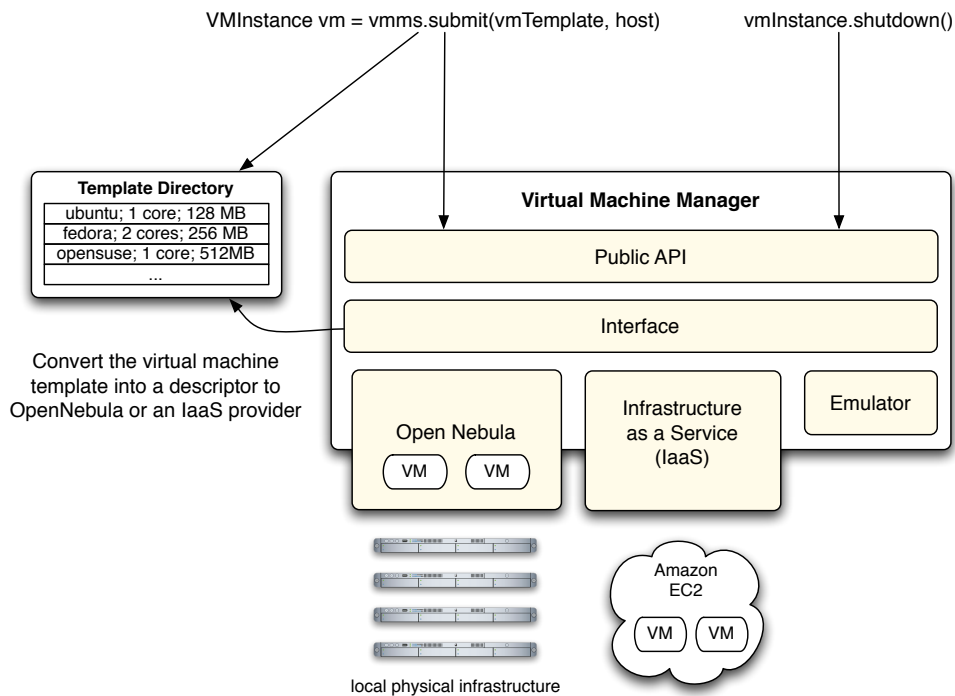 VMInstance vm = vmms.submit(vmTemplate, host)
vmInstance.shutdown()
Template Directory
ubuntu; 1 core; 128 MB
fedora; 2 cores; 256 MB
opensuse; 1 core; 512MB
...
Virtual Machine Manager
Public API
Interface
Convert the virtual machine
template into a descriptor to
OpenNebula or an IaaS provider
Open Nebula
VM
VM
Infrastructure
as a Service
(IaaS)
Emulator
local physical infrastructure
Amazon
EC2
VM
VM